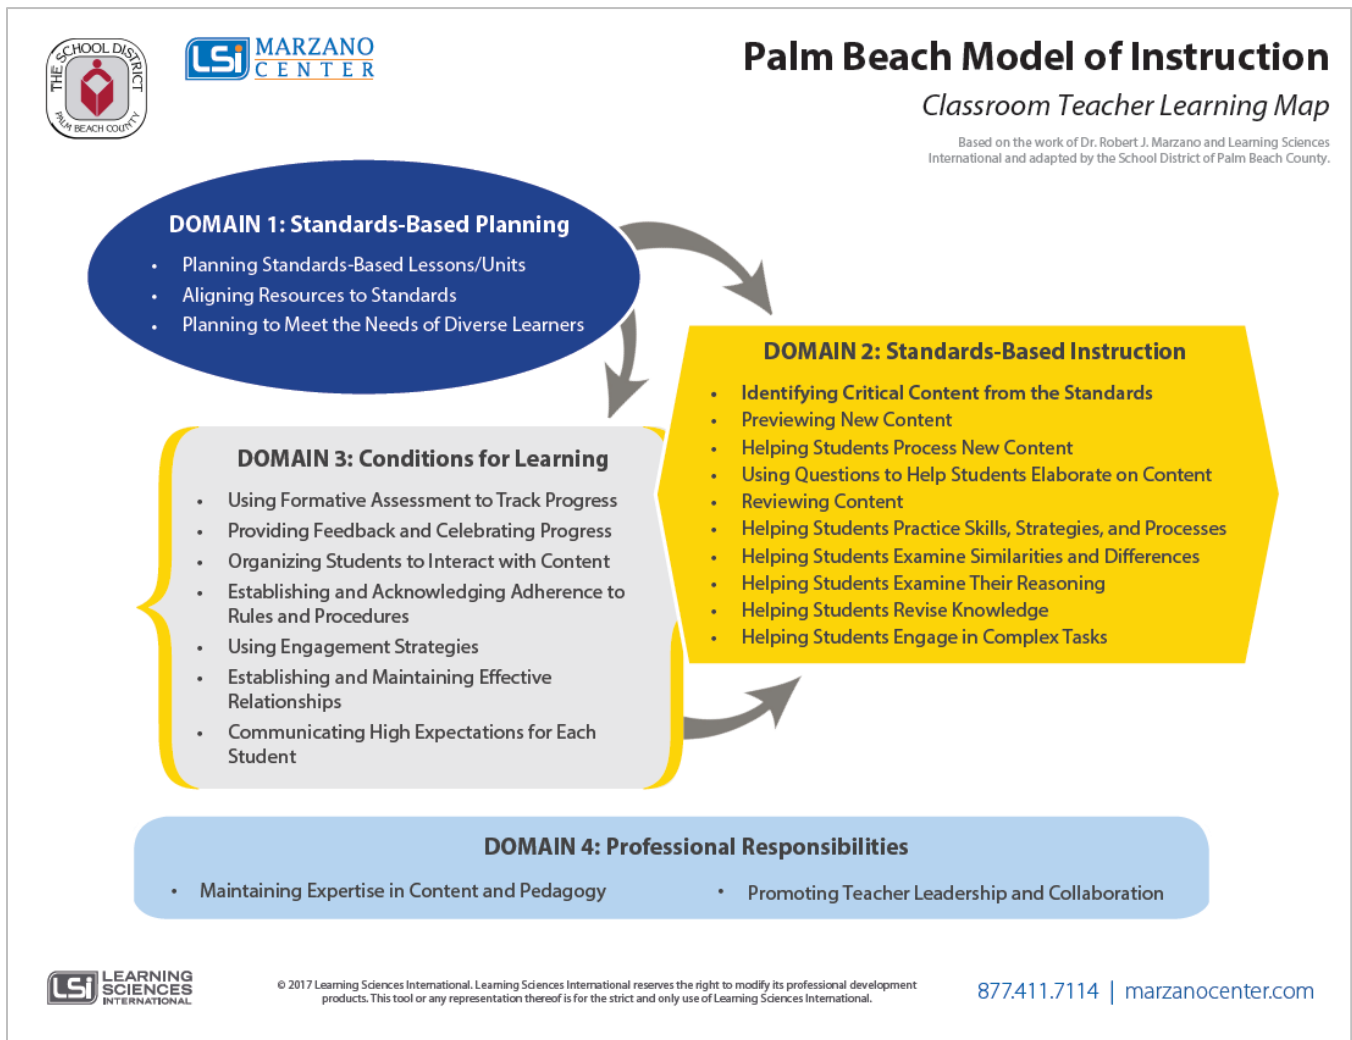 THE SCHOOL DISTRICT
PALM BEACH COUNTY
LSi
MARZANO
CENTER
Palm Beach Model of Instruction
Classroom Teacher Learning Map
Based on the work of Dr. Robert J. Marzano and Learning Sciences
International and adapted by the School District of Palm Beach County.
DOMAIN 1: Standards-Based Planning
• Planning Standards-Based Lessons/Units
• Aligning Resources to Standards
• Planning to Meet the Needs of Diverse Learners
DOMAIN 2: Standards-Based Instruction
• Identifying Critical Content from the Standards
• Previewing New Content
• Helping Students Process New Content
• Using Questions to Help Students Elaborate on Content
• Reviewing Content
• Helping Students Practice Skills, Strategies, and Processes
• Helping Students Examine Similarities and Differences
• Helping Students Examine Their Reasoning
• Helping Students Revise Knowledge
• Helping Students Engage in Complex Tasks
DOMAIN 3: Conditions for Learning
• Using Formative Assessment to Track Progress
• Providing Feedback and Celebrating Progress
• Organizing Students to Interact with Content
• Establishing and Acknowledging Adherence to
Rules and Procedures
• Using Engagement Strategies
• Establishing and Maintaining Effective
Relationships
• Communicating High Expectations for Each
Student
DOMAIN 4: Professional Responsibilities
• Maintaining Expertise in Content and Pedagogy
• Promoting Teacher Leadership and Collaboration
LSi
LEARNING
SCIENCES
INTERNATIONAL
© 2017 Learning Sciences International. Learning Sciences International reserves the right to modify its professional development
products. This tool or any representation thereof is for the strict and only use of Learning Sciences International.
877.411.7114 | marzanocenter.com